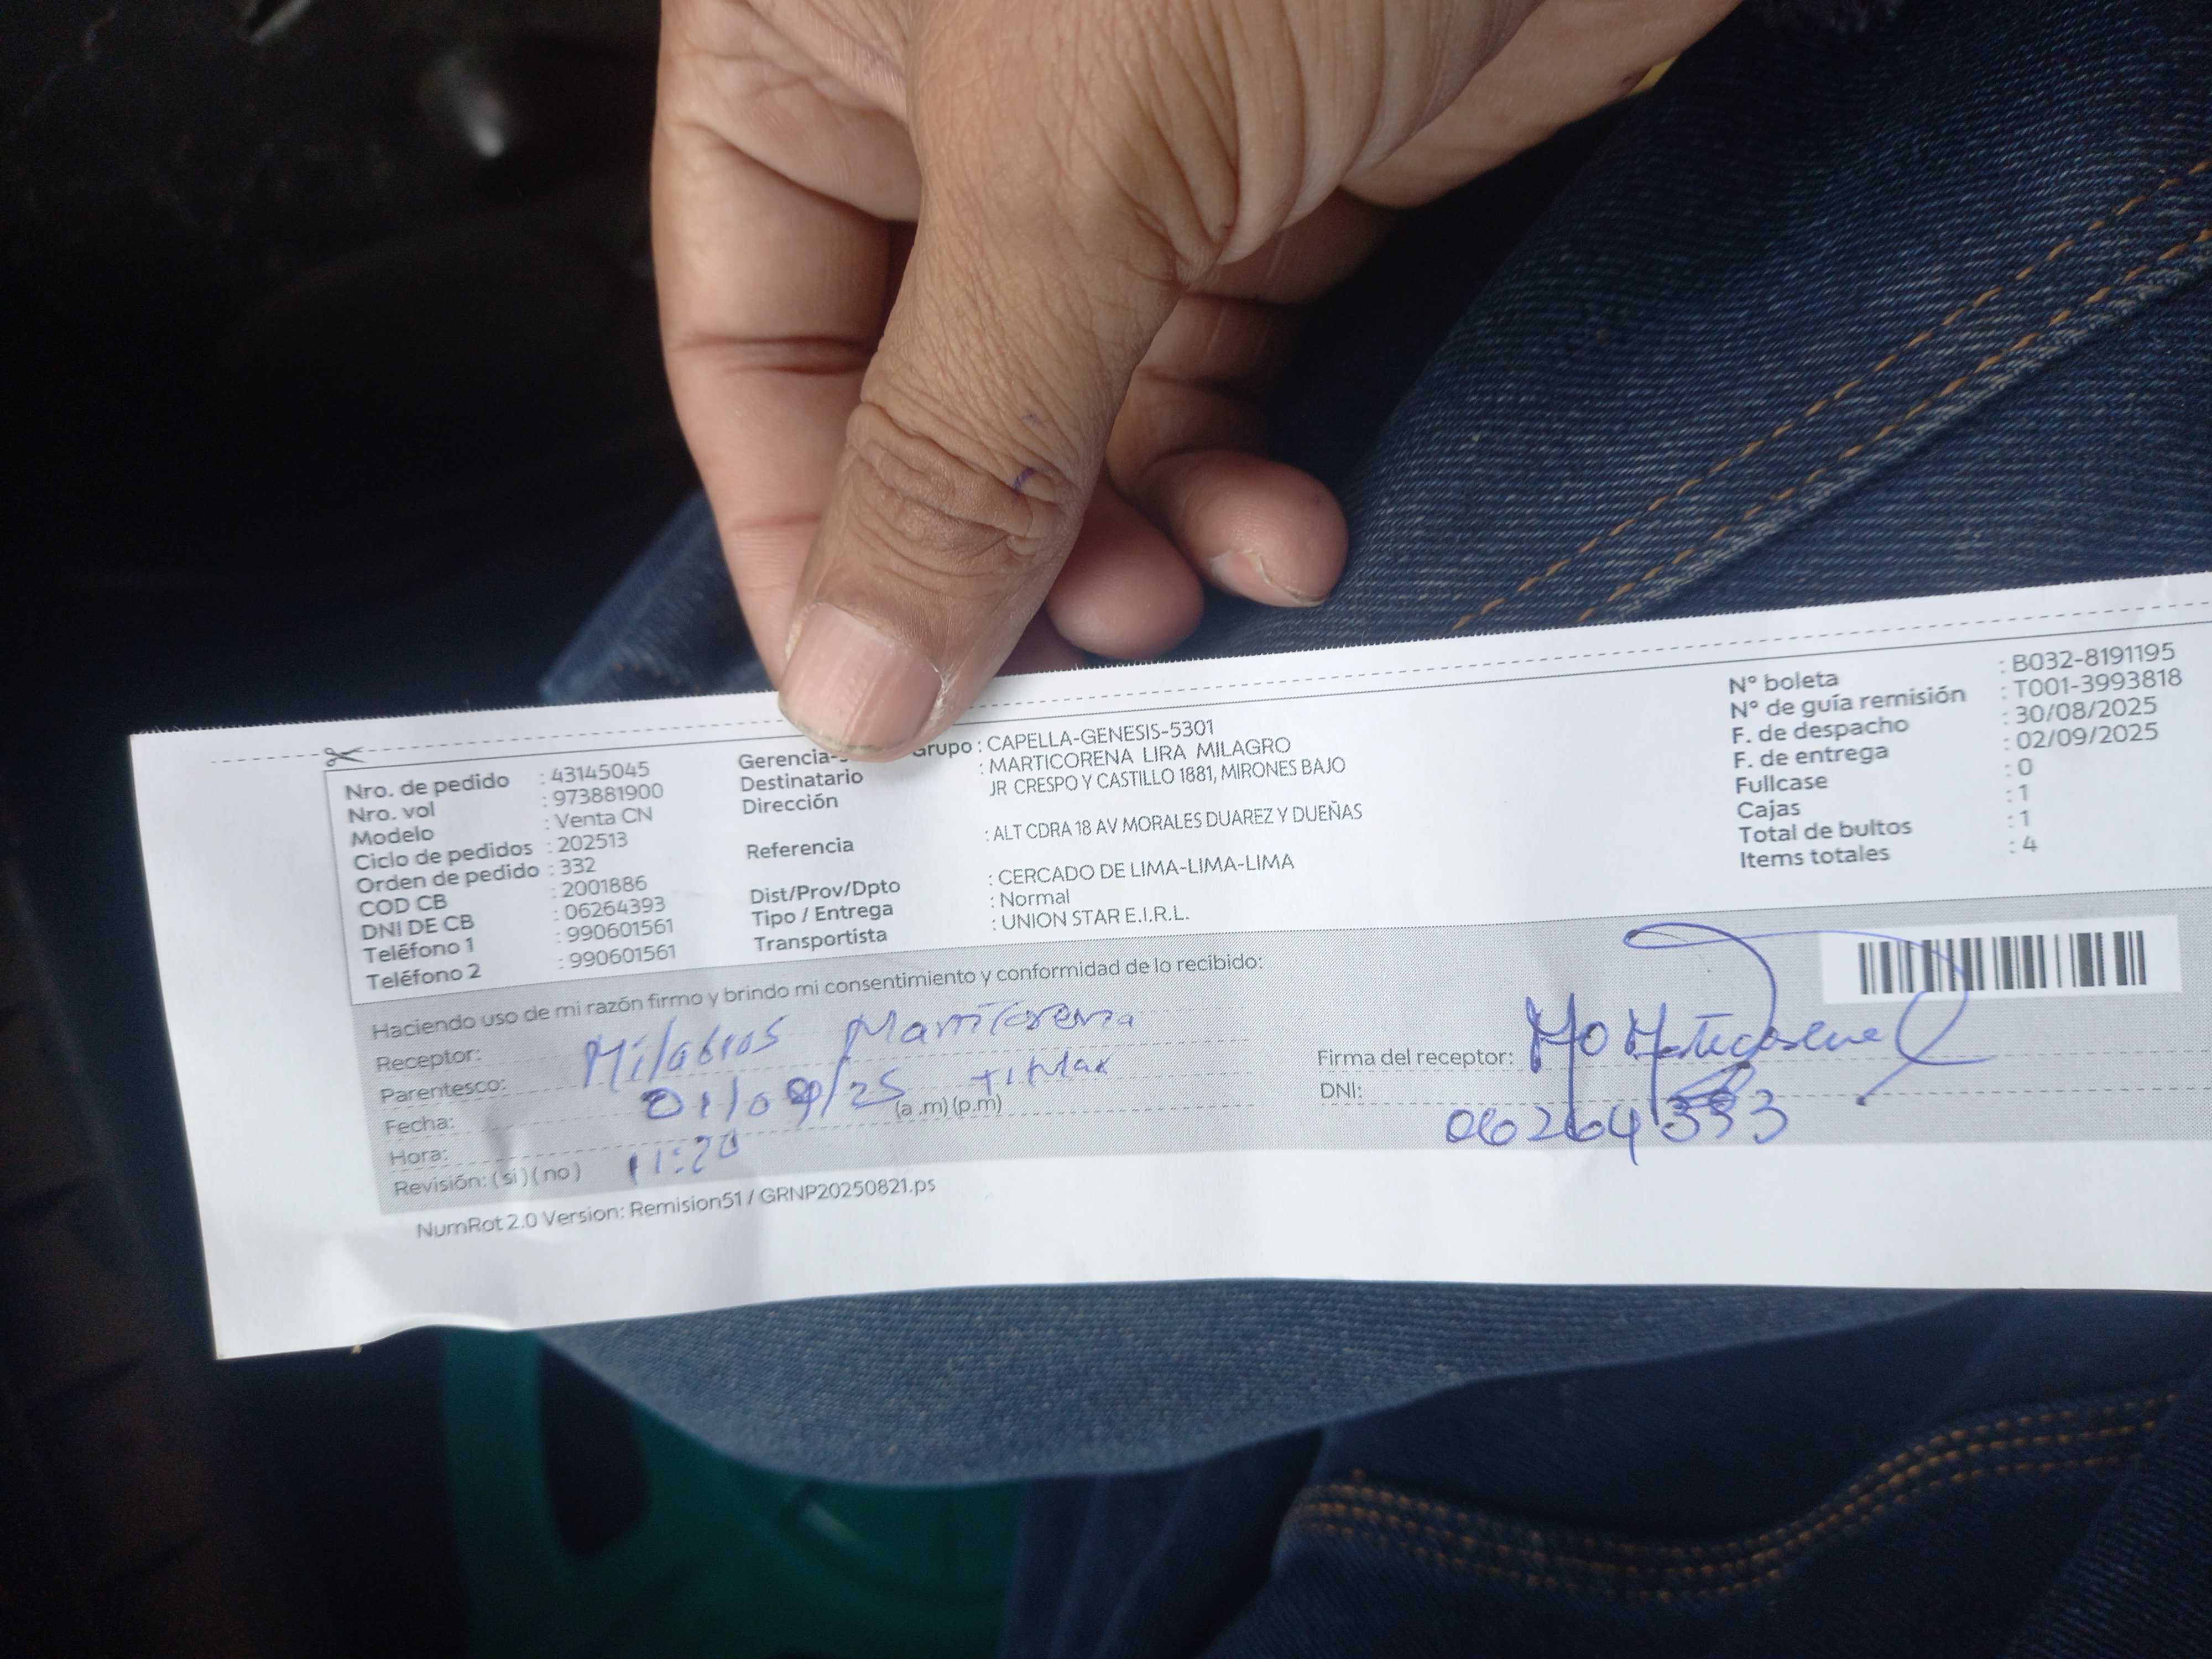 Nro. de pedido : 43145045
Nro. vol : 973881900
Modelo : Venta CN
Ciclo de pedidos : 202513
Orden de pedido : 332
COD CB : 2001886
DNI DE CB : 06264393
Teléfono 1 : 990601561
Teléfono 2 : 990601561
Gerencia- Grupo : CAPELLA-GENESIS-5301
Destinatario : MARTICORENA LIRA MILAGRO
Dirección JR CRESPO Y CASTILLO 1881, MIRONES BAJO
Referencia : ALT CDRA 18 AV MORALES DUAREZ Y DUEÑAS
Dist/Prov/Dpto : CERCADO DE LIMA-LIMA-LIMA
Tipo / Entrega : Normal
Transportista : UNION STAR E.I.R.L.
N° boleta : B032-8191195
N° de guía remisión : T001-3993818
F. de despacho : 30/08/2025
F. de entrega : 02/09/2025
Fullcase : 0
Cajas : 1
Total de bultos : 1
Items totales : 4
Haciendo uso de mi razón firmo y brindo mi consentimiento y conformidad de lo recibido:
Receptor: Milagros Marticorena
Parentesco:
Fecha: 01/09/25 (a .m) (p.m)
Hora: 11:20
Revisión: ( si ) ( no )
Firma del receptor:
DNI: 06264393
NumRot 2.0 Version: Remision51 / GRNP20250821.ps